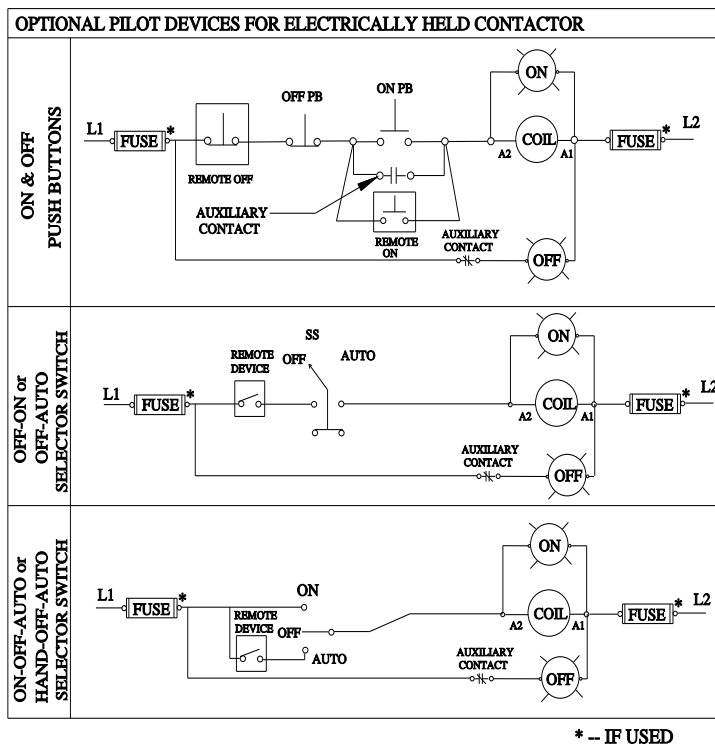 OPTIONAL PILOT DEVICES FOR ELECTRICALLY HELD CONTACTOR
ON & OFF
PUSH BUTTONS
ON
OFF PB
ON PB
L1
FUSE
*
COIL
A2
A1
FUSE
*
L2
REMOTE OFF
AUXILIARY
CONTACT
REMOTE
ON
AUXILIARY
CONTACT
OFF
OFF-ON or
OFF-AUTO
SELECTOR SWITCH
ON
SS
REMOTE
DEVICE
OFF
AUTO
L1
FUSE
*
COIL
A2
A1
FUSE
*
L2
AUXILIARY
CONTACT
OFF
ON-OFF-AUTO or
HAND-OFF-AUTO
SELECTOR SWITCH
ON
L1
FUSE
*
ON
REMOTE
DEVICE
OFF
AUTO
COIL
A2
A1
FUSE
*
L2
AUXILIARY
CONTACT
OFF
* -- IF USED